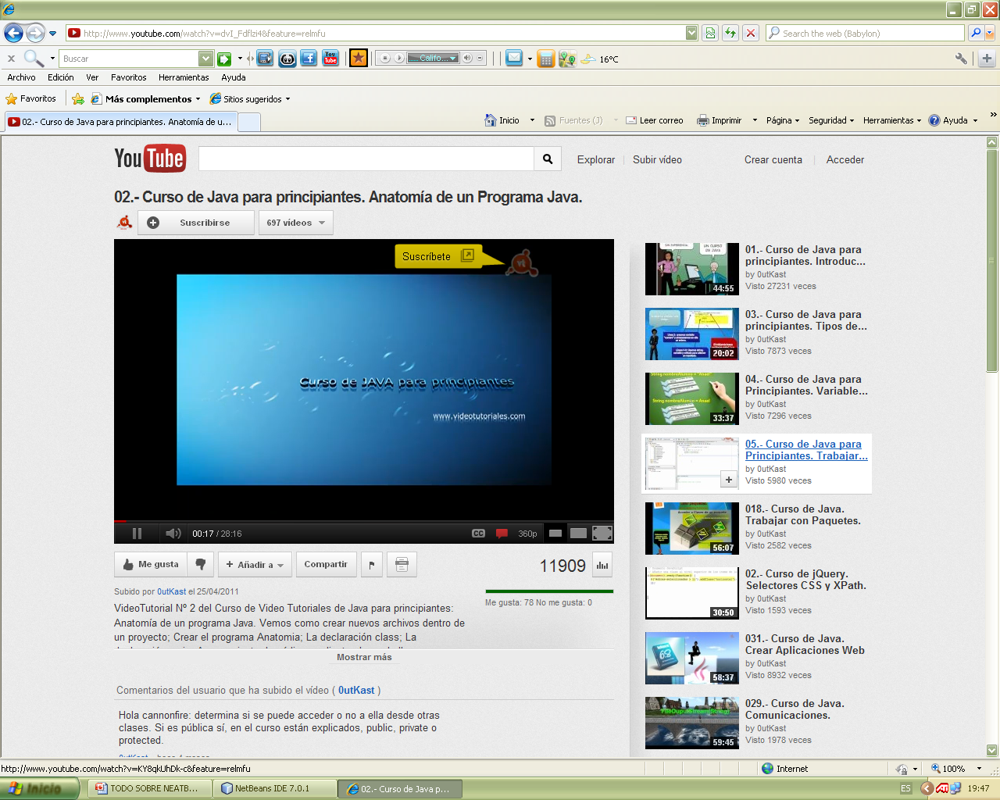 http://www.youtube.com/watch?v=dvI_Fdflzi4&feature=relmfu
Search the web (Babylon)
Buscar
Califo...
16°C
Archivo Edición Ver Favoritos Herramientas Ayuda
Favoritos Más complementos Sitios sugeridos
02.- Curso de Java para principiantes. Anatomía de u...
Inicio Fuentes (J) Leer correo Imprimir Página Seguridad Herramientas Ayuda
YouTube
Explorar Subir vídeo Crear cuenta Acceder
02.- Curso de Java para principiantes. Anatomía de un Programa Java.
Suscribirse 697 vídeos
Suscríbete
Curso de JAVA para principiantes
www.videotutoriales.com
00:17 / 28:16 CC 360p
Me gusta Añadir a Compartir 11909
Subido por 0utKast el 25/04/2011
Me gusta: 78 No me gusta: 0
VideoTutorial Nº 2 del Curso de Video Tutoriales de Java para principiantes:
Anatomía de un programa Java. Vemos como crear nuevos archivos dentro de
un proyecto; Crear el programa Anatomia; La declaración class; La
Mostrar más
Comentarios del usuario que ha subido el vídeo ( 0utKast )
Hola cannonfire: determina si se puede acceder o no a ella desde otras
clases. Si es pública sí, en el curso están explicados, public, private o
protected.
01.- Curso de Java para
principiantes. Introduc...
by 0utKast
Visto 27231 veces
44:55
03.- Curso de Java para
principiantes. Tipos de...
by 0utKast
Visto 7873 veces
20:02
04.- Curso de Java para
Principiantes. Variable...
by 0utKast
Visto 7296 veces
33:37
05.- Curso de Java para
Principiantes. Trabajar...
by 0utKast
Visto 5980 veces
018.- Curso de Java.
Trabajar con Paquetes.
by 0utKast
Visto 2582 veces
56:07
02.- Curso de jQuery.
Selectores CSS y XPath.
by 0utKast
Visto 1593 veces
30:50
031.- Curso de Java.
Crear Aplicaciones Web
by 0utKast
Visto 8932 veces
58:37
029.- Curso de Java.
Comunicaciones.
by 0utKast
Visto 1978 veces
59:45
http://www.youtube.com/watch?v=KY8qkUhDk-c&feature=relmfu
Internet 100%
Inicio TODO SOBRE NEATB... NetBeans IDE 7.0.1 02.- Curso de Java p... ES 19:47